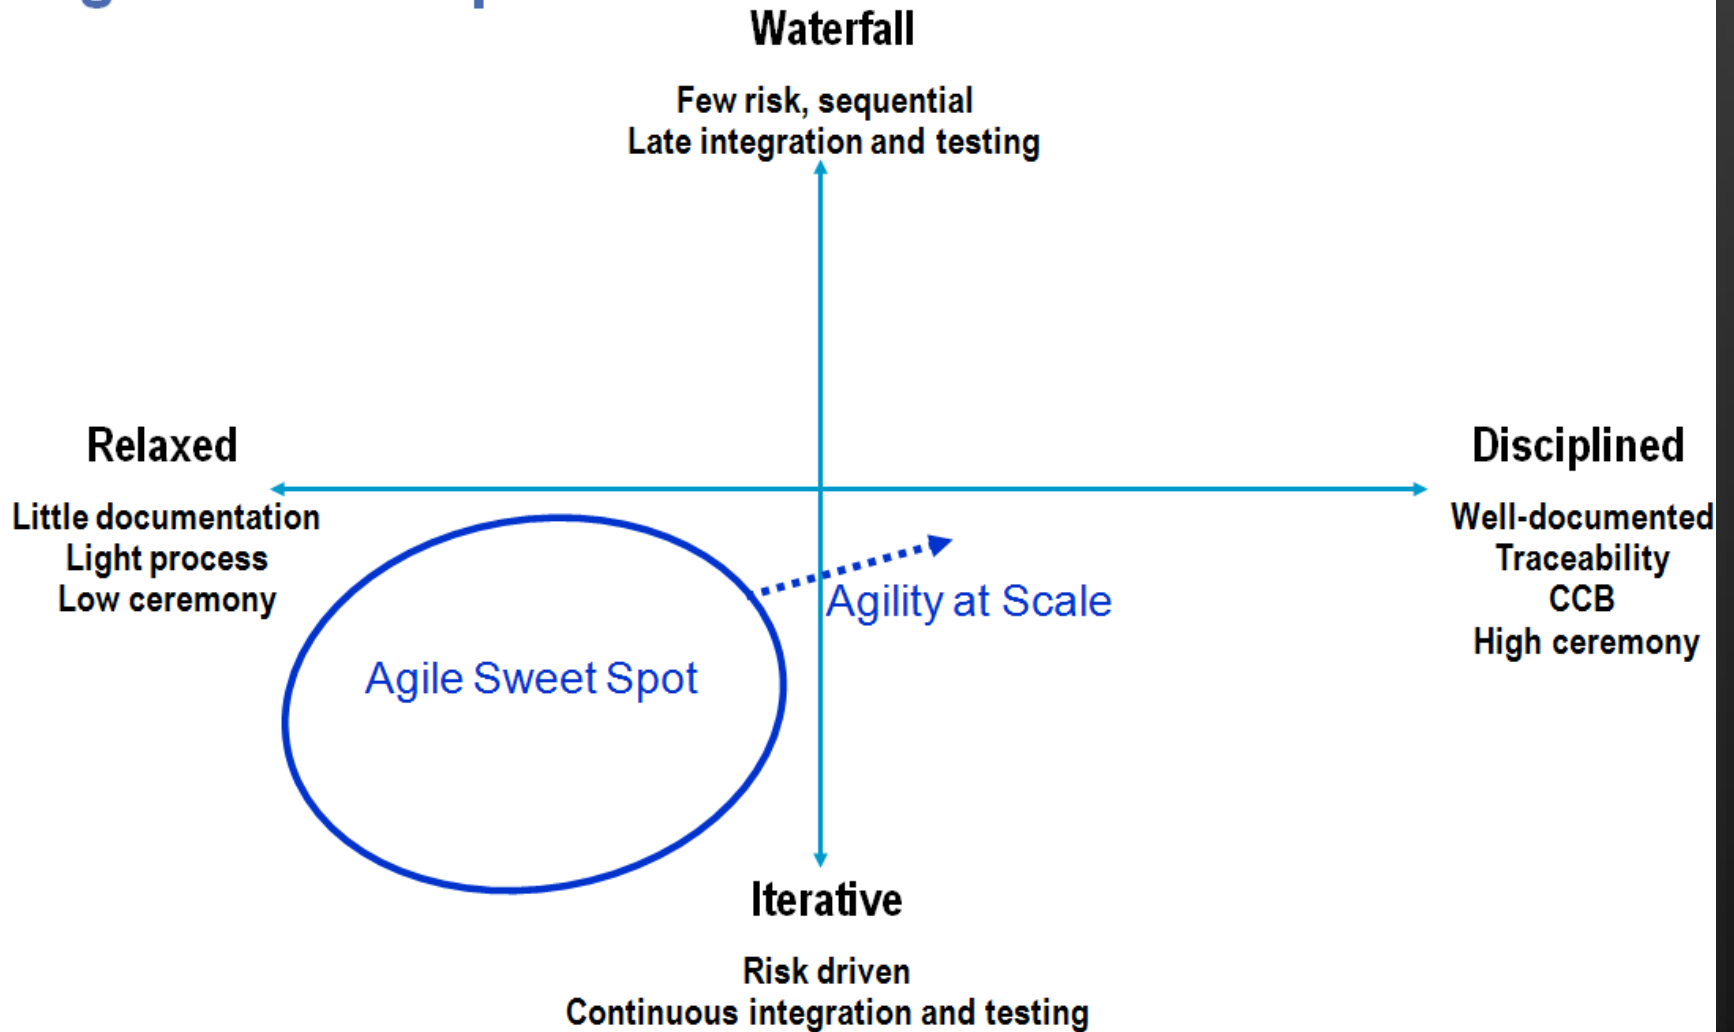 Waterfall
Few risk, sequential
Late integration and testing
Relaxed
Little documentation
Light process
Low ceremony
Disciplined
Well-documented
Traceability
CCB
High ceremony
Agility at Scale
Agile Sweet Spot
Iterative
Risk driven
Continuous integration and testing